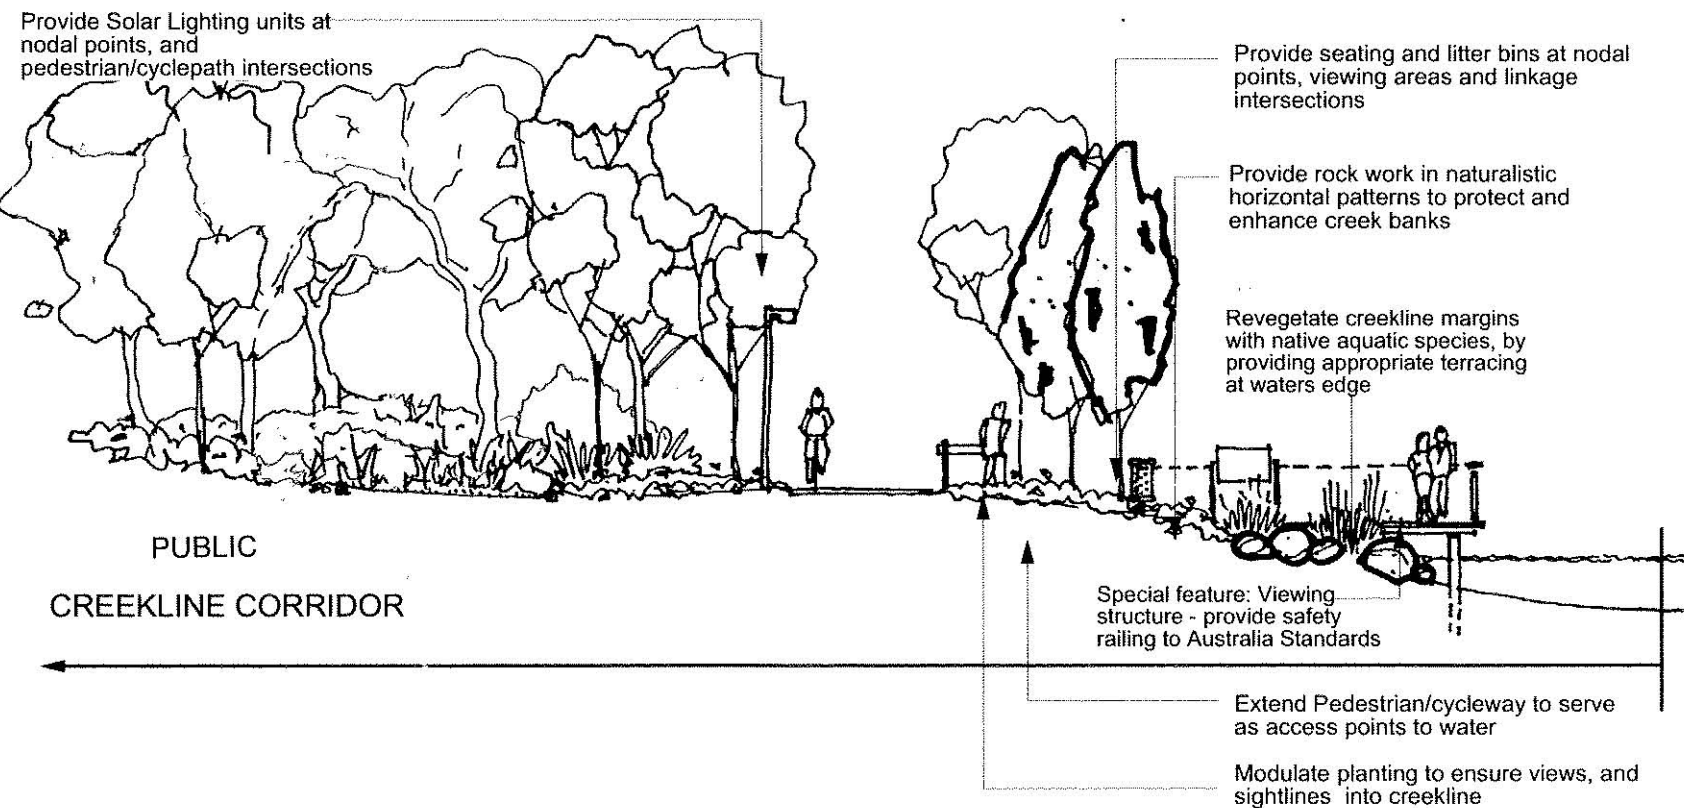 Provide Solar Lighting units at
nodal points, and
pedestrian/cyclepath intersections
Provide seating and litter bins at nodal
points, viewing areas and linkage
intersections
Provide rock work in naturalistic
horizontal patterns to protect and
enhance creek banks
Revegetate creekline margins
with native aquatic species, by
providing appropriate terracing
at waters edge
PUBLIC
CREEKLINE CORRIDOR
Special feature: Viewing
structure - provide safety
railing to Australia Standards
Extend Pedestrian/cycleway to serve
as access points to water
Modulate planting to ensure views, and
sightlines into creekline